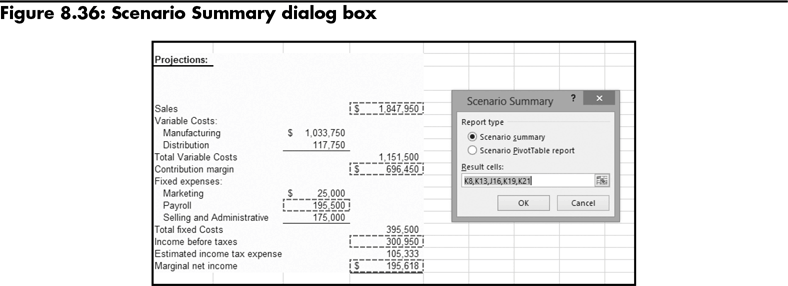 Figure 8.36: Scenario Summary dialog box
Projections:
Sales $ 1,847,950
Variable Costs:
Manufacturing $ 1,033,750
Distribution 117,750
Total Variable Costs 1,151,500
Contribution margin $ 696,450
Fixed expenses:
Marketing $ 25,000
Payroll 195,500
Selling and Administrative 175,000
Total fixed Costs 395,500
Income before taxes 300,950
Estimated income tax expense 105,333
Marginal net income $ 195,618
Scenario Summary ? ×
Report type
Scenario summary
Scenario PivotTable report
Result cells:
K8,K13,J16,K19,K21
OK Cancel